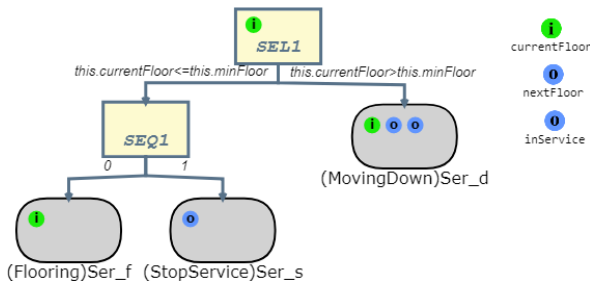 i
SEL1
this.currentFloor<=this.minFloor
this.currentFloor>this.minFloor
i
currentFloor
o
nextFloor
o
inService
SEQ1
0 1
i o o
(MovingDown)Ser_d
i
(Flooring)Ser_f
o
(StopService)Ser_s